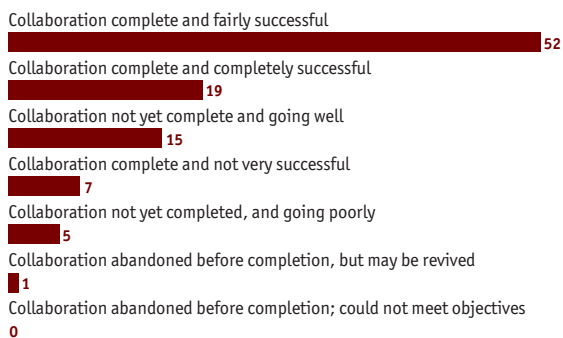 Collaboration complete and fairly successful
52
Collaboration complete and completely successful
19
Collaboration not yet complete and going well
15
Collaboration complete and not very successful
7
Collaboration not yet completed, and going poorly
5
Collaboration abandoned before completion, but may be revived
1
Collaboration abandoned before completion; could not meet objectives
0